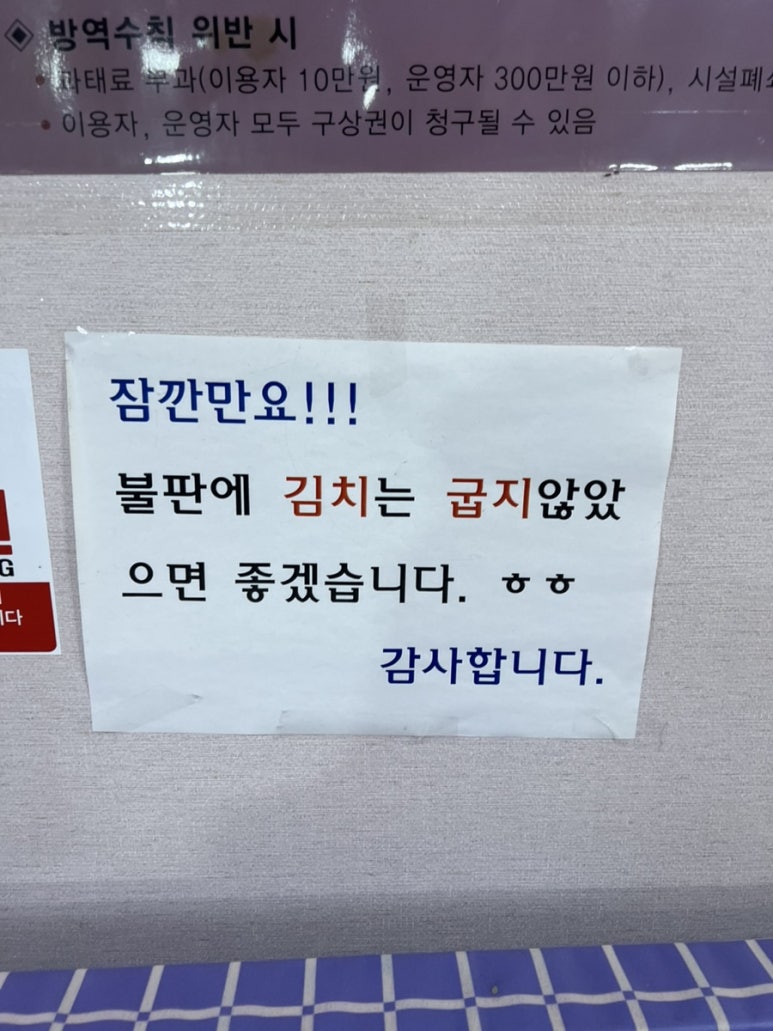 ◈ 방역수칙 위반 시
• 과태료 부과(이용자 10만원, 운영자 300만원 이하), 시설폐쇄
• 이용자, 운영자 모두 구상권이 청구될 수 있음
잠깐만요!!!
불판에 김치는 굽지않았
으면 좋겠습니다. ㅎㅎ
감사합니다.
G
니다